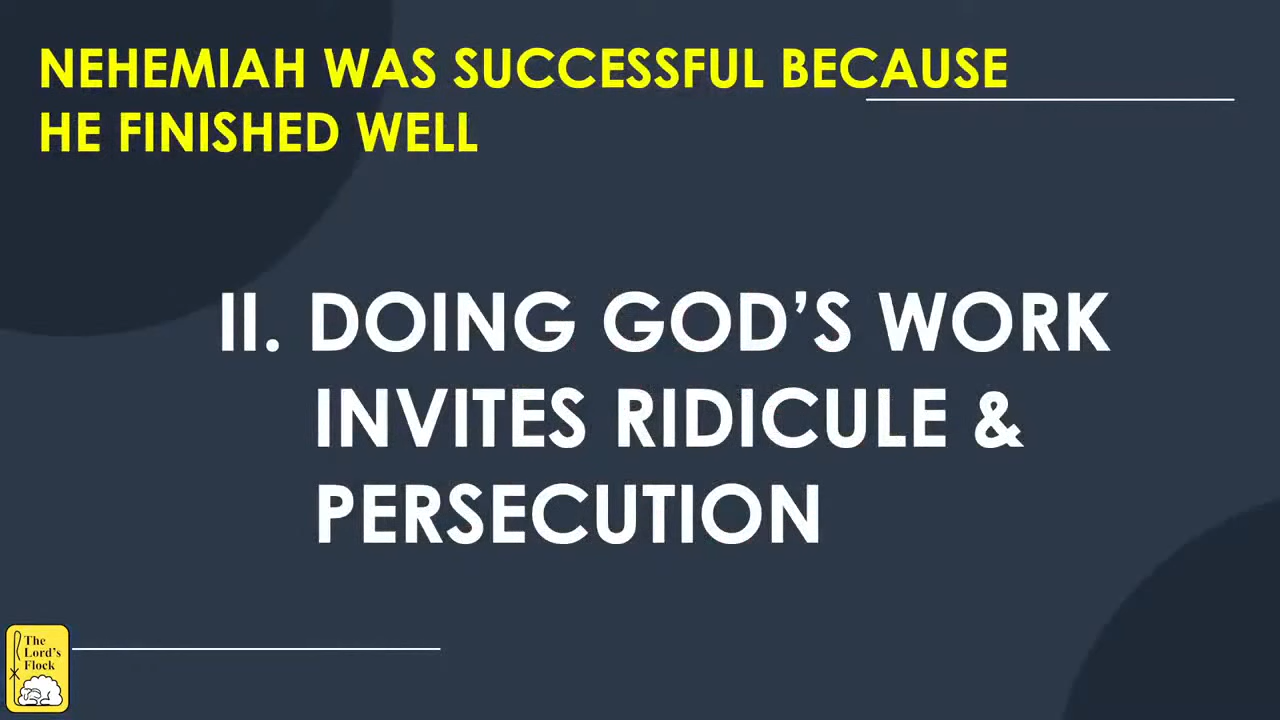 NEHEMIAH WAS SUCCESSFUL BECAUSE
HE FINISHED WELL
II. DOING GOD’S WORK
INVITES RIDICULE &
PERSECUTION
The
Lord's
Flock